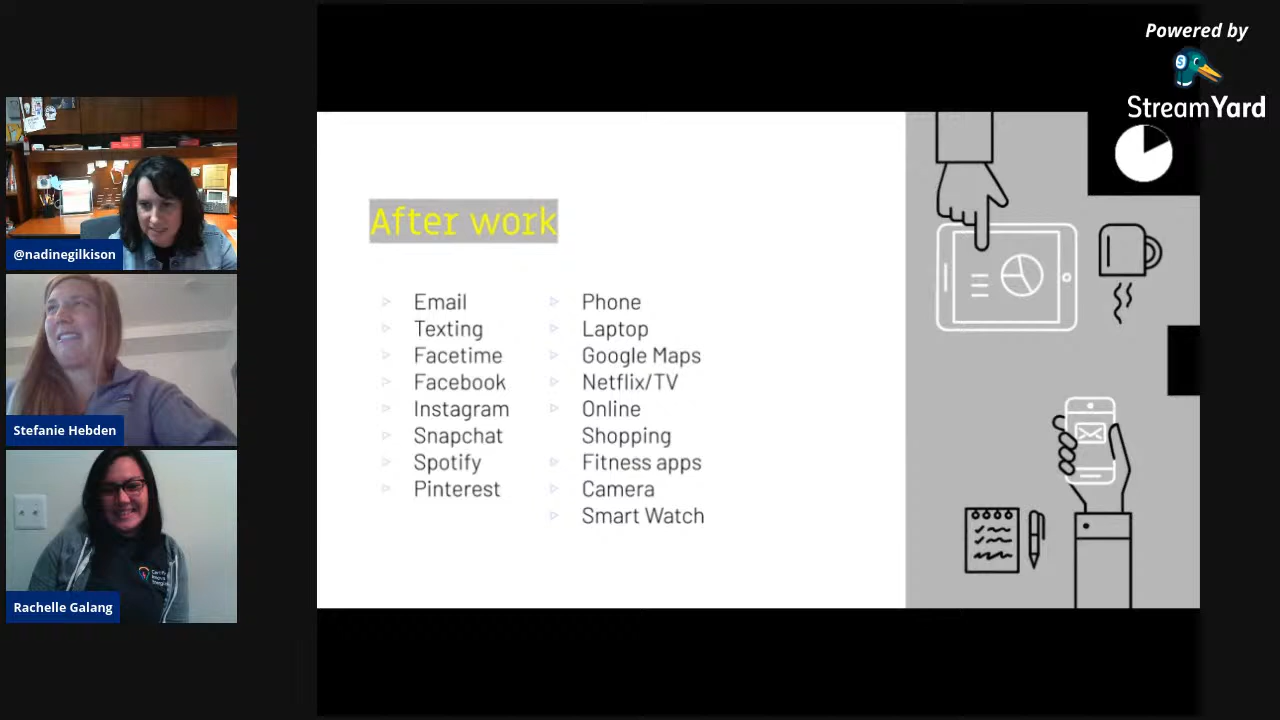 Powered by
StreamYard
@nadinegilkison
Stefanie Hebden
Rachelle Galang
After work
Email
Texting
Facetime
Facebook
Instagram
Snapchat
Spotify
Pinterest
Phone
Laptop
Google Maps
Netflix/TV
Online
Shopping
Fitness apps
Camera
Smart Watch